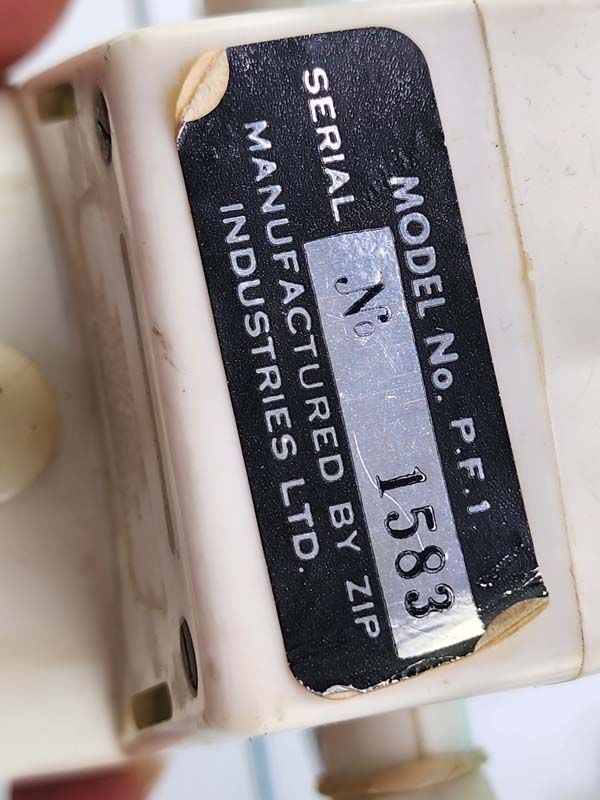 MODEL No. P.F.1
SERIAL No 1583
MANUFACTURED BY ZIP
INDUSTRIES LTD.